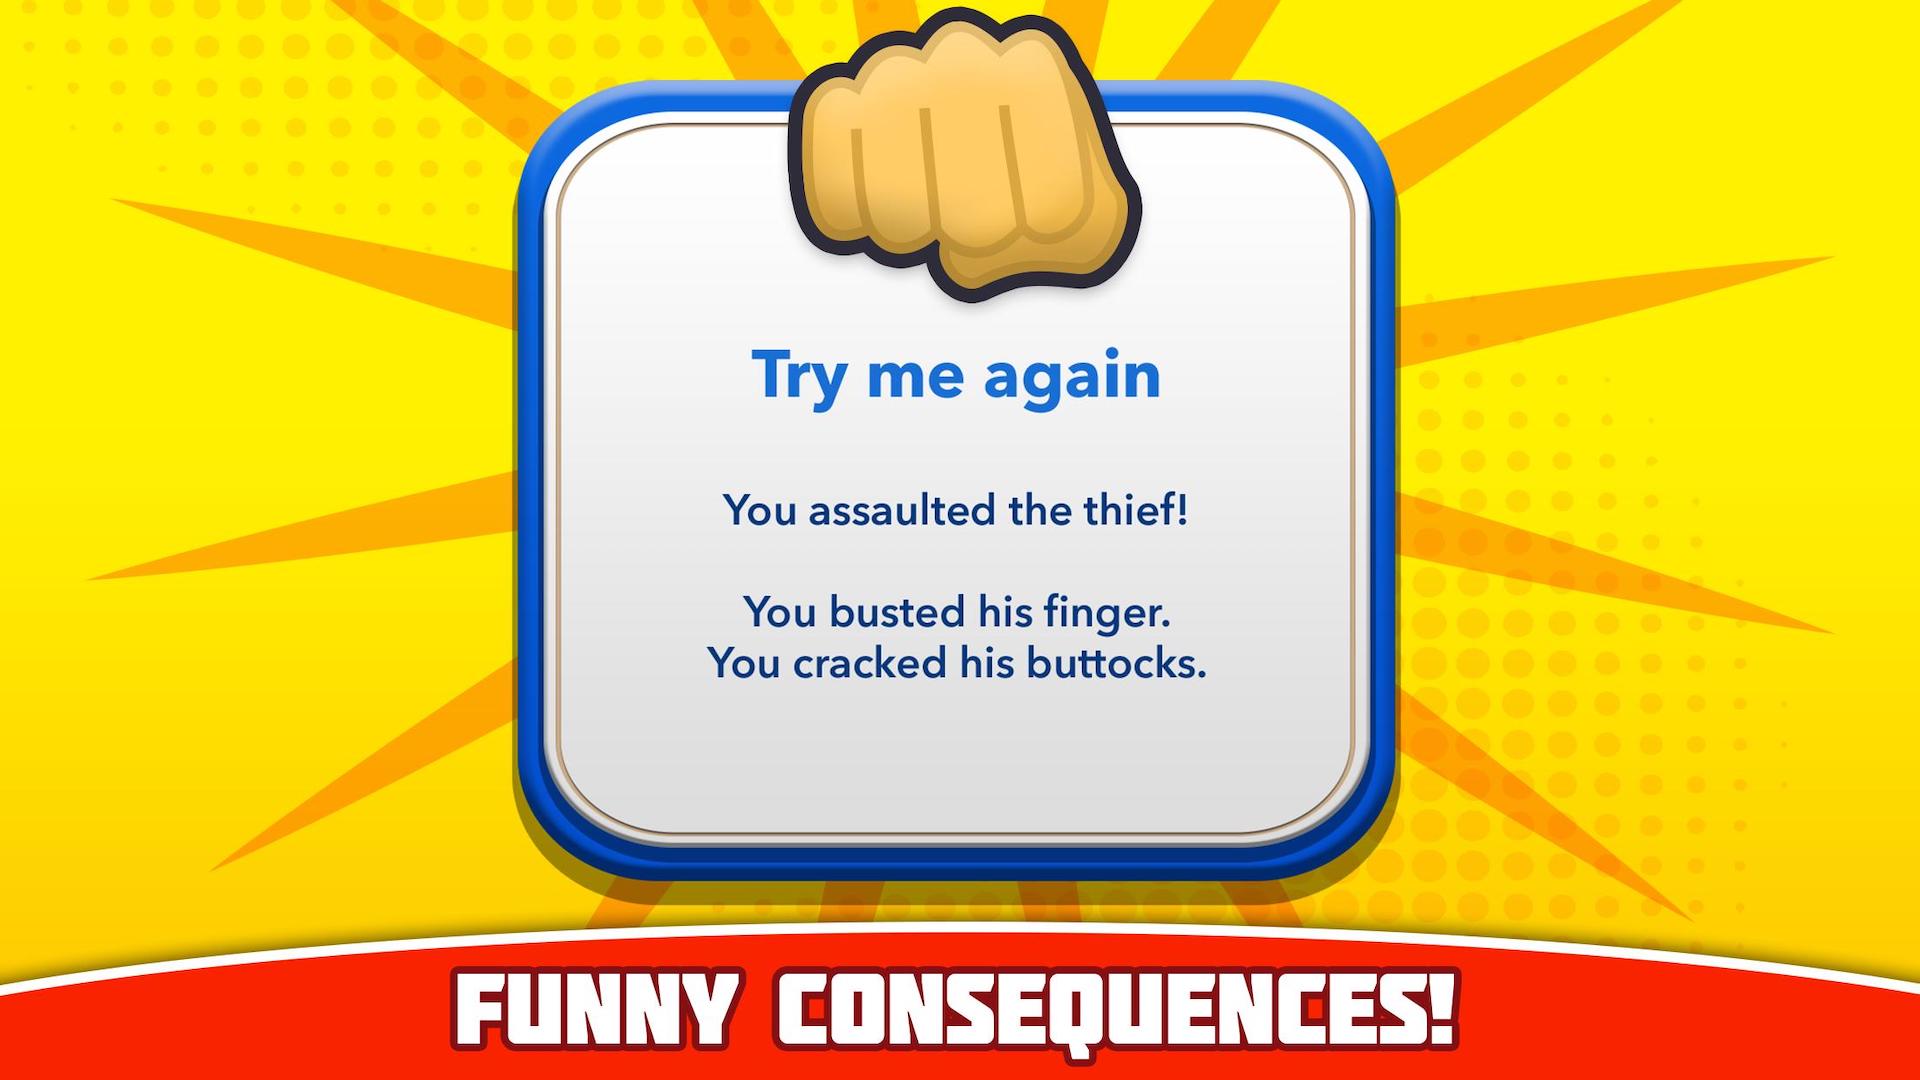 Try me again
You assaulted the thief!
You busted his finger.
You cracked his buttocks.
FUNNY CONSEQUENCES!